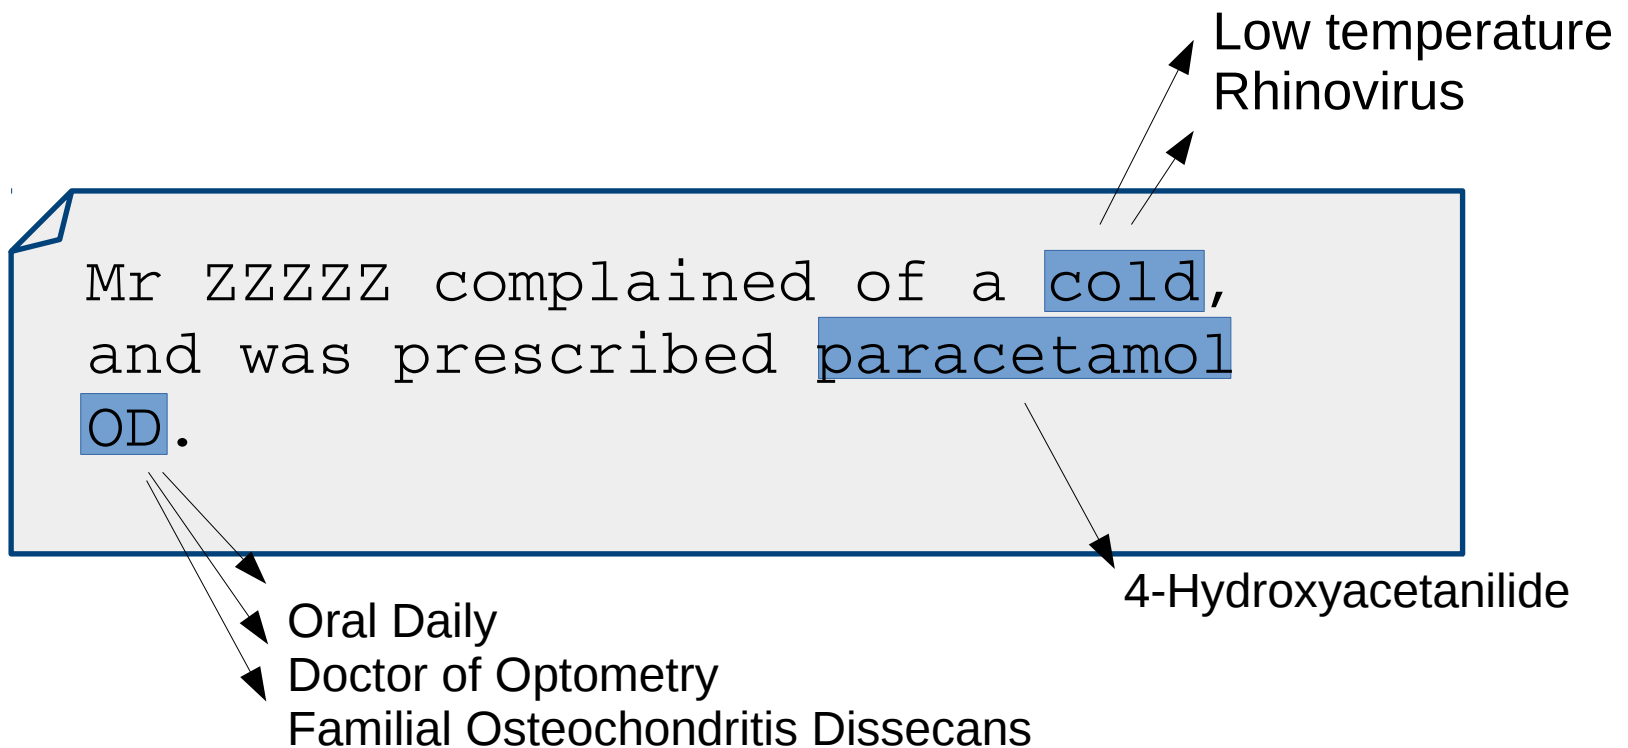 Low temperature
Rhinovirus
Mr ZZZZZ complained of a cold,
and was prescribed paracetamol
OD.
4-Hydroxyacetanilide
Oral Daily
Doctor of Optometry
Familial Osteochondritis Dissecans